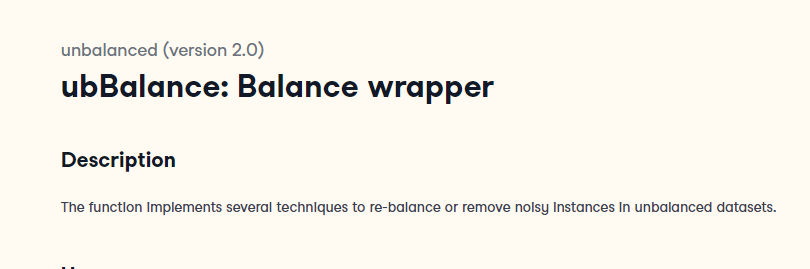 unbalanced (version 2.0)
ubBalance: Balance wrapper
Description
The function implements several techniques to re-balance or remove noisy instances in unbalanced datasets.